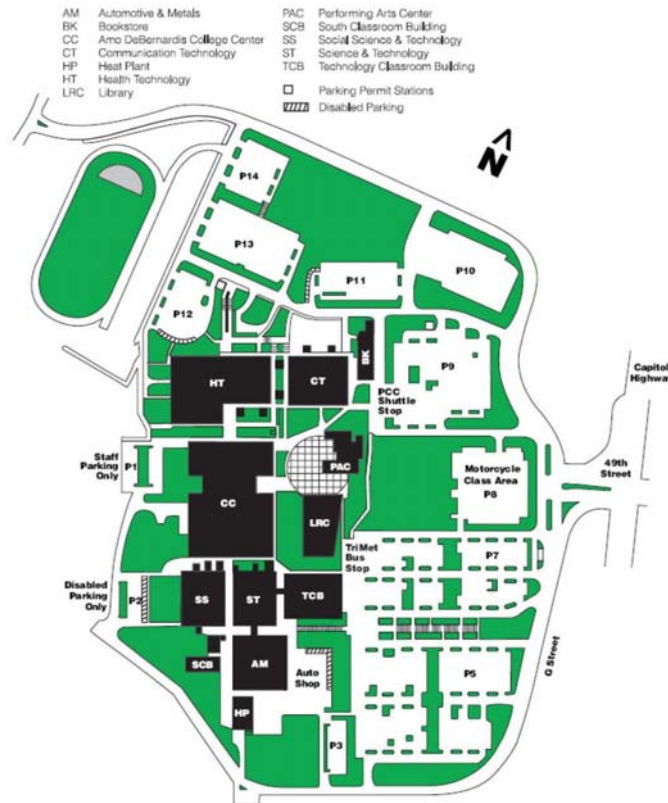 AM Automotive & Metals
BK Bookstore
CC Amo DeBernardis College Center
CT Communication Technology
HP Heat Plant
HT Health Technology
LRC Library
PAC Performing Arts Center
SCB South Classroom Building
SS Social Science & Technology
ST Science & Technology
TCB Technology Classroom Building
Parking Permit Stations
Disabled Parking
N
P14
P13
P11
P10
P12
BK
P9
HT
CT
PCC
Shuttle
Stop
Capitol
Highway
Staff
Parking
Only
P1
PAC
49th
Street
Motorcycle
Class Area
P8
CC
LRC
TriMet
Bus
Stop
P7
Disabled
Parking
Only
P2
SS
ST
TCB
SCB
AM
Auto
Shop
P5
G Street
HP
P3